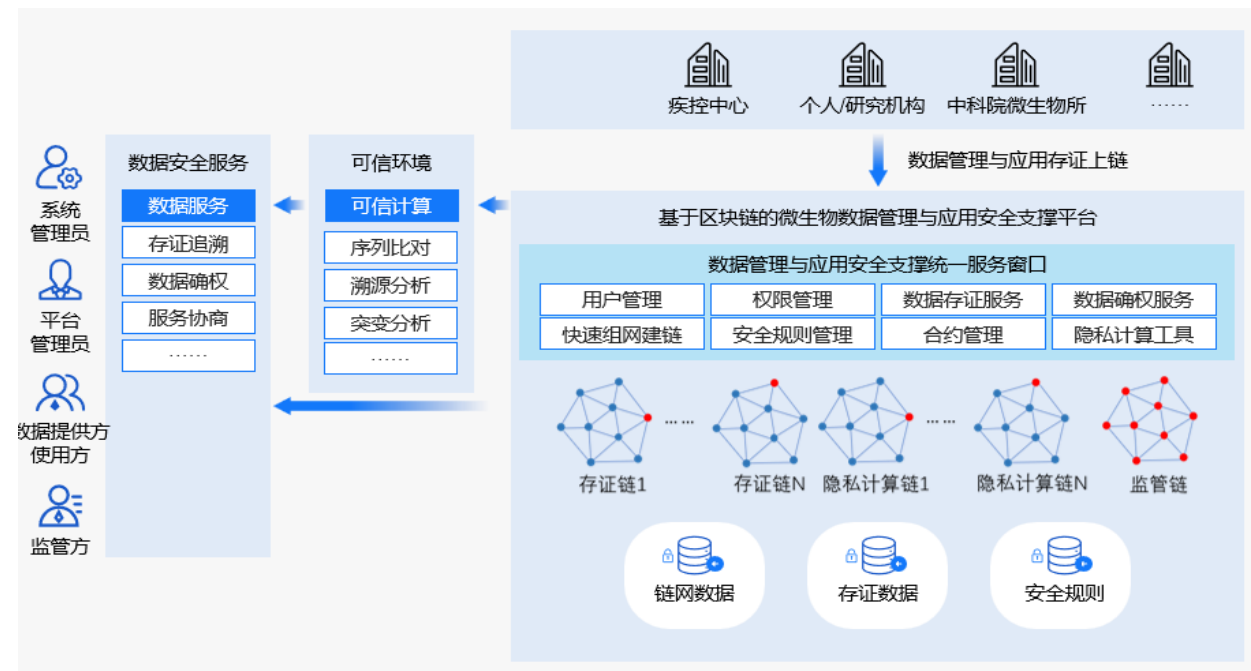 疾控中心
个人/研究机构
中科院微生物所
……
数据管理与应用存证上链
系统
管理员
平台
管理员
数据提供方
使用方
监管方
数据安全服务
数据服务
存证追溯
数据确权
服务协商
……
可信环境
可信计算
序列比对
溯源分析
突变分析
……
基于区块链的微生物数据管理与应用安全支撑平台
数据管理与应用安全支撑统一服务窗口
用户管理
权限管理
数据存证服务
数据确权服务
快速组网建链
安全规则管理
合约管理
隐私计算工具
……
……
存证链1
存证链N
隐私计算链1
隐私计算链N
监管链
链网数据
存证数据
安全规则